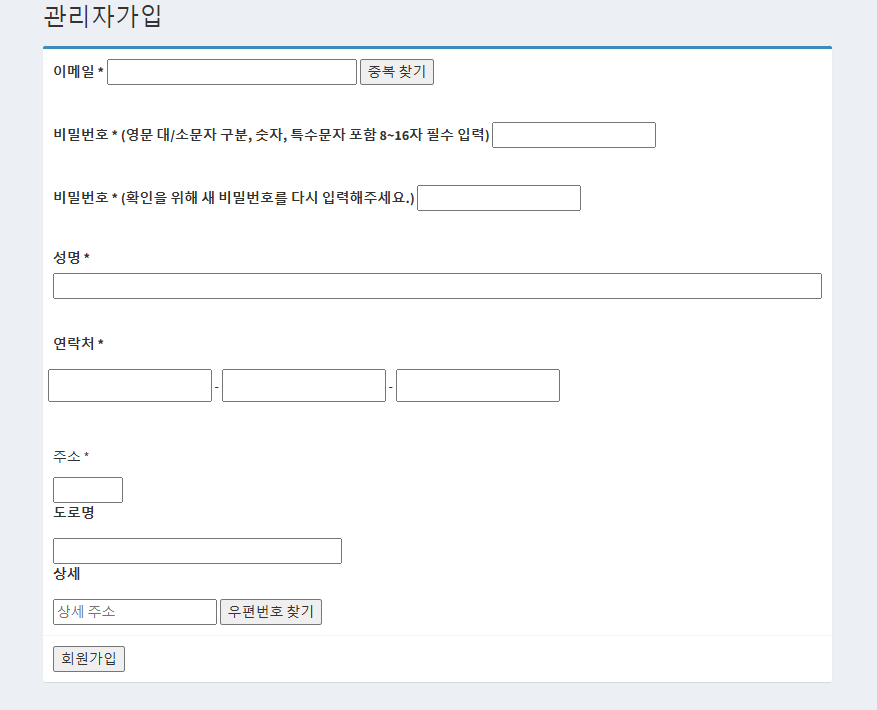 관리자가입
이메일 * 중복 찾기
비밀번호 * (영문 대/소문자 구분, 숫자, 특수문자 포함 8~16자 필수 입력)
비밀번호 * (확인을 위해 새 비밀번호를 다시 입력해주세요.)
성명 *
연락처 *
- -
주소 *
도로명
상세
상세 주소 우편번호 찾기
회원가입